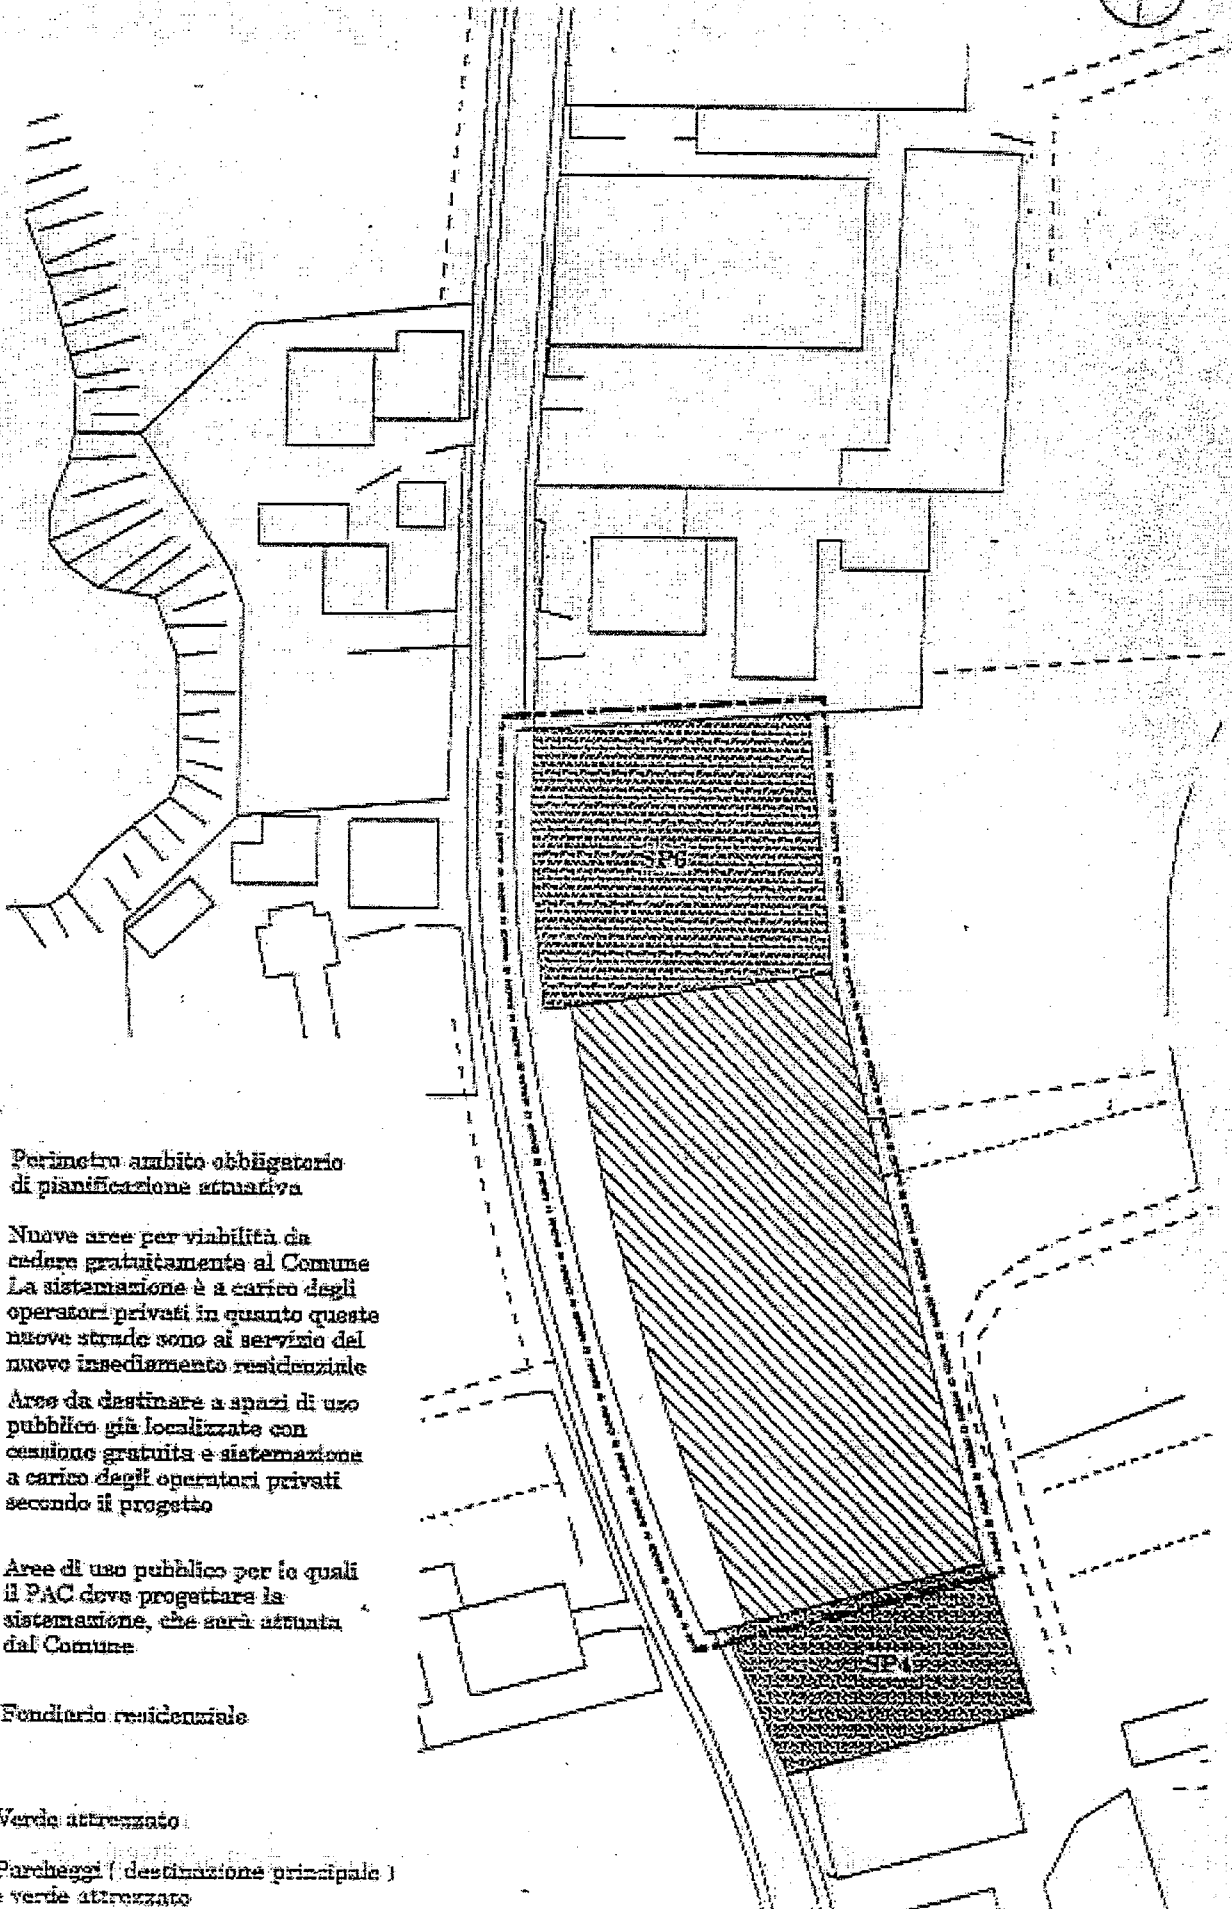 SP6
Perimetro ambito obbligatorio
di pianificazione attuativa
Nuove aree per viabilità da
cedere gratuitamente al Comune
La sistemazione è a carico degli
operatori privati in quanto queste
nuove strade sono al servizio del
nuovo insediamento residenziale
Aree da destinare a spazi di uso
pubblico già localizzate con
cessione gratuita e sistemazione
a carico degli operatori privati
secondo il progetto
Aree di uso pubblico per le quali
il PAC deve progettare la
sistemazione, che sarà attuata
dal Comune
Fondiario residenziale
Verde attrezzato
Parcheggi ( destinazione principale )
e verde attrezzato